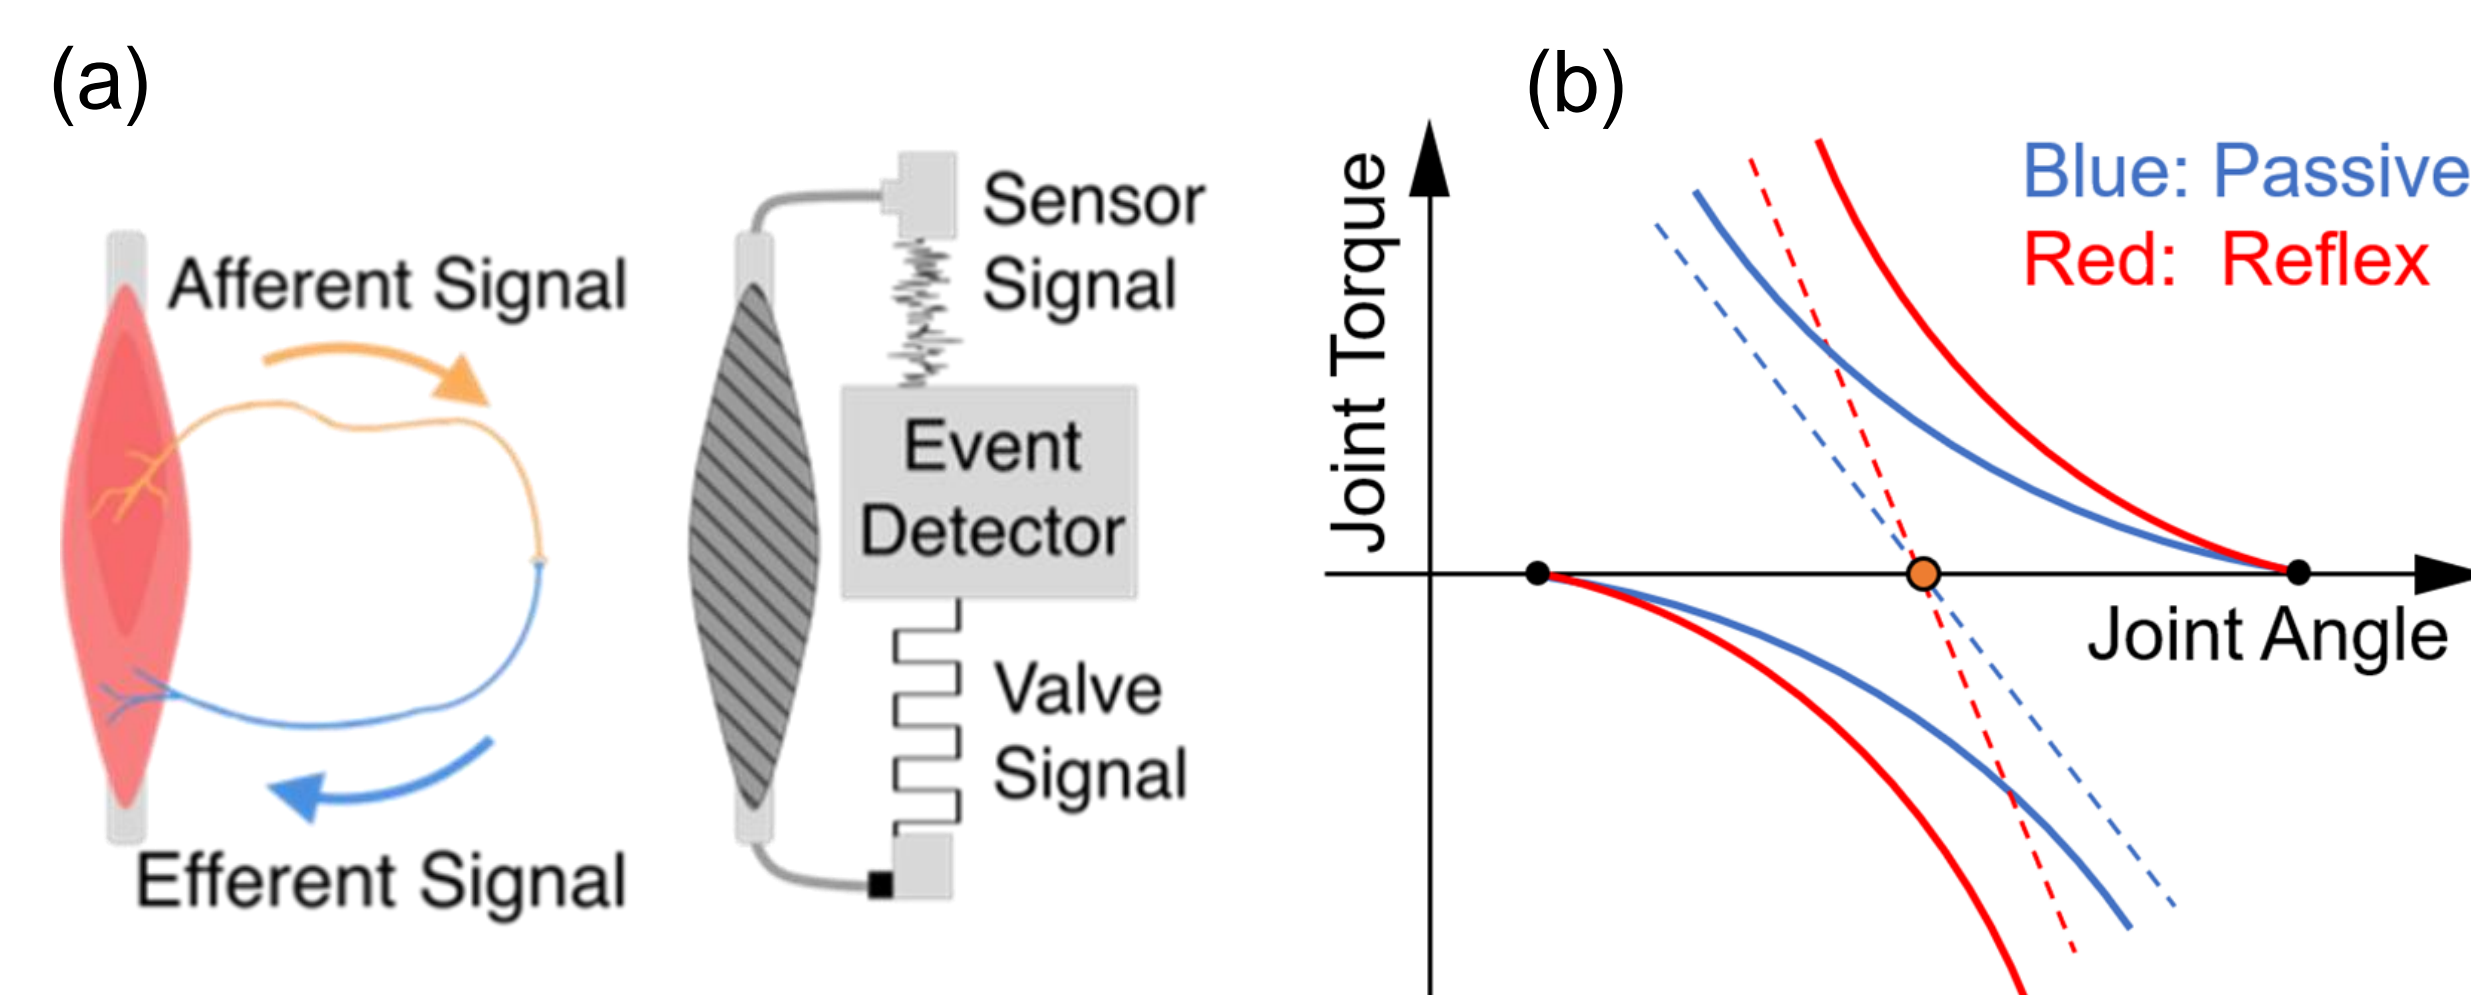 (a)
Afferent Signal
Efferent Signal
Sensor
Signal
Event
Detector
Valve
Signal
(b)
Joint Torque
Blue: Passive
Red: Reflex
Joint Angle